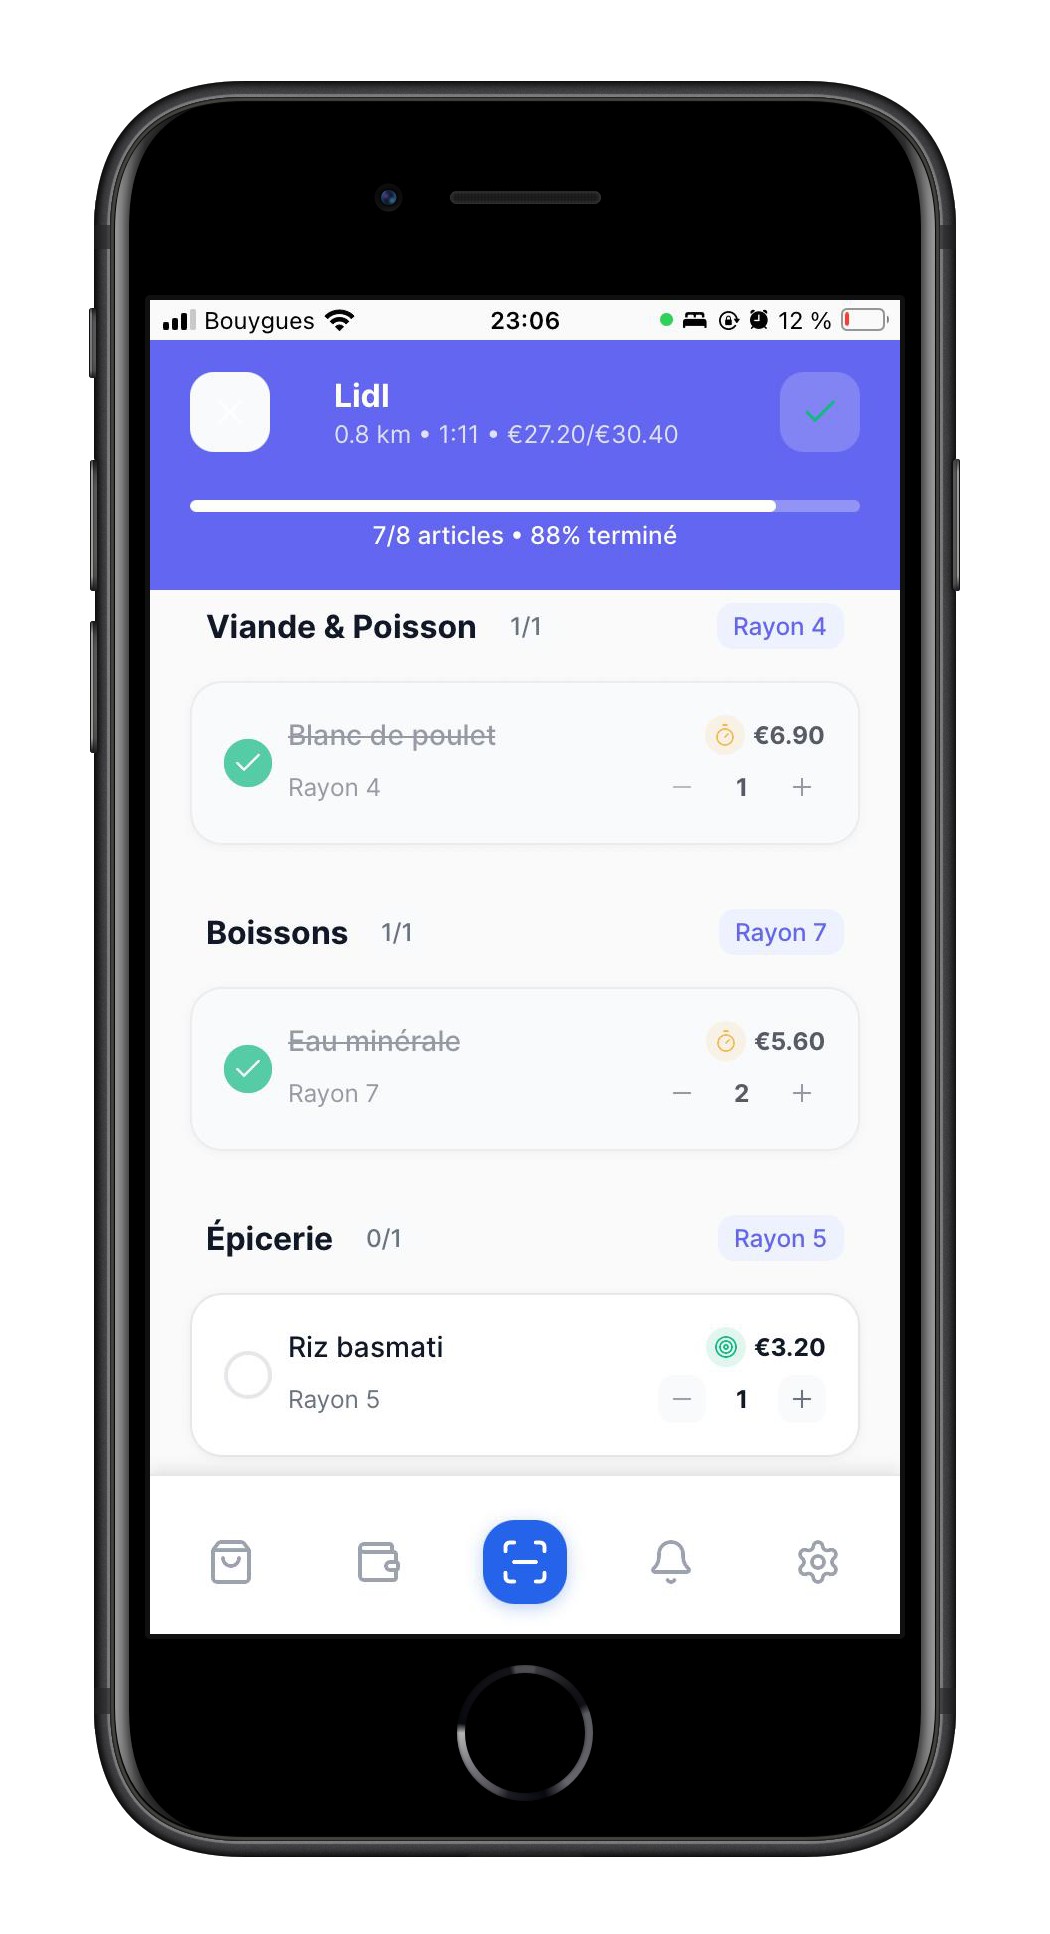 Bouygues 23:06 12 %
Lidl
0.8 km • 1:11 • €27.20/€30.40
7/8 articles • 88% terminé
Viande & Poisson 1/1 Rayon 4
Blanc de poulet €6.90
Rayon 4 − 1 +
Boissons 1/1 Rayon 7
Eau minérale €5.60
Rayon 7 − 2 +
Épicerie 0/1 Rayon 5
Riz basmati €3.20
Rayon 5 − 1 +